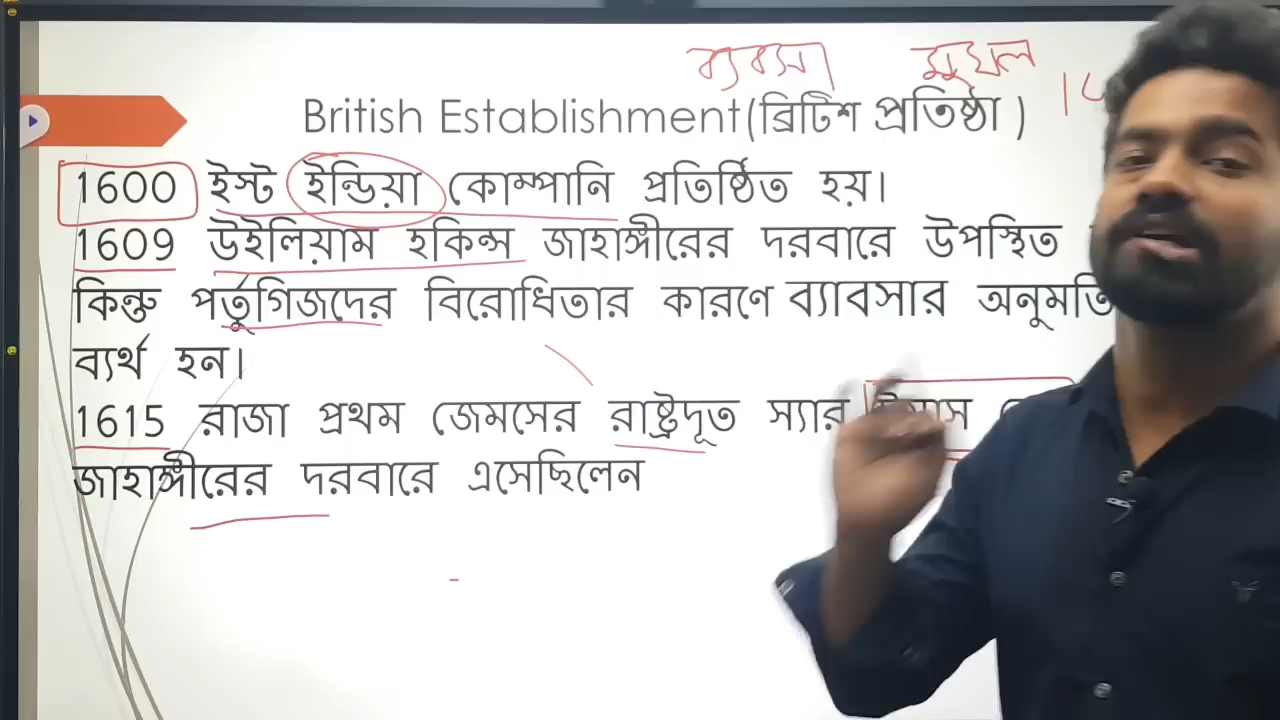 ব্যবসা মুঘল
British Establishment(ব্রিটিশ প্রতিষ্ঠা )
1600 ইস্ট ইন্ডিয়া কোম্পানি প্রতিষ্ঠিত হয়।
1609 উইলিয়াম হকিন্স জাহাঙ্গীরের দরবারে উপস্থিত
কিন্তু পর্তুগিজদের বিরোধিতার কারণে ব্যাবসার অনুমতি
ব্যর্থ হন।
1615 রাজা প্রথম জেমসের রাষ্ট্রদূত স্যার
জাহাঙ্গীরের দরবারে এসেছিলেন